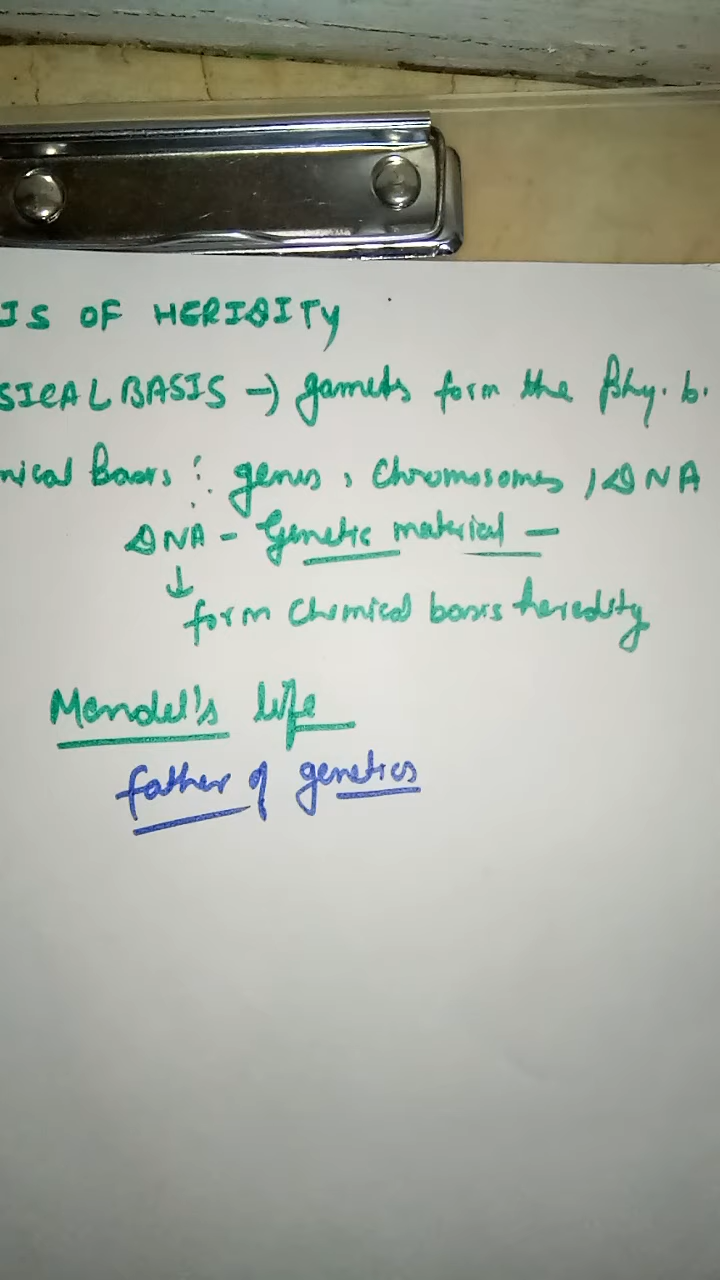 IS OF HERIDITY
SICAL BASIS → gamets form the Phy. b.
mical Basis : genes, Chromosomes, DNA
DNA - Genetic material -
↓
form Chemical basis heredity
Mendel's life
father of genetics